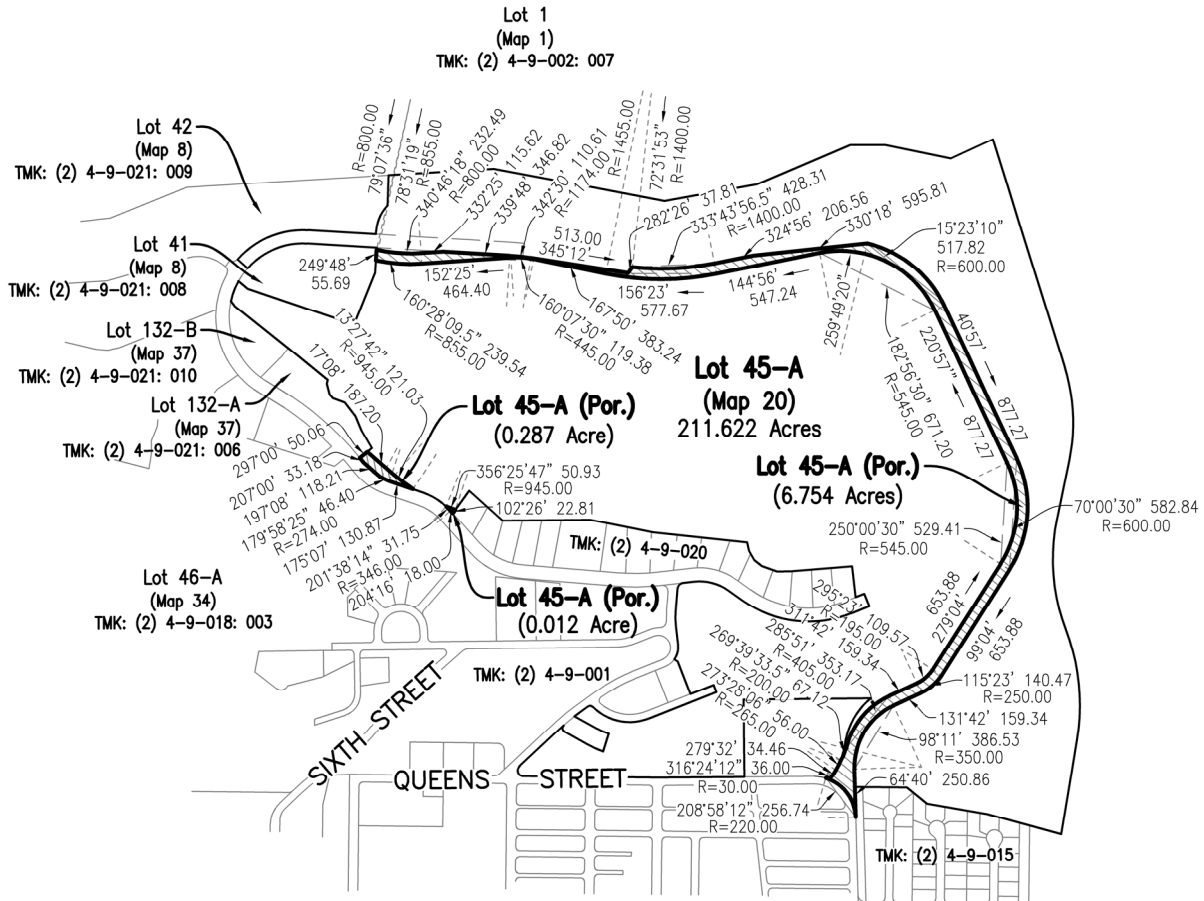 Lot 1
(Map 1)
TMK: (2) 4-9-002: 007
Lot 42
(Map 8)
TMK: (2) 4-9-021: 009
Lot 41
(Map 8)
TMK: (2) 4-9-021: 008
Lot 132-B
(Map 37)
TMK: (2) 4-9-021: 010
Lot 132-A
(Map 37)
TMK: (2) 4-9-021: 006
R=800.00
79°07'36"
78°31'19"
R=855.00
340°46'18" 232.49
R=800.00
332°25' 115.62
339°48' 346.82
342°30' 110.61
R=1174.00
R=1455.00
72°31'53"
R=1400.00
282°26' 37.81
333°43'56.5" 428.31
R=1400.00
324°56' 206.56
330°18' 595.81
15°23'10"
517.82
R=600.00
513.00
345°12'
249°48'
55.69
152°25'
464.40
160°28'09.5" 239.54
R=855.00
160°07'30" 119.38
R=445.00
167°50' 383.24
156°23'
577.67
144°56'
547.24
259°49'20"
182°56'30" 671.20
R=545.00
40°57'
877.27
220°57'"
877.27
13°27'42" 121.03
R=945.00
17°08' 187.20
Lot 45-A (Por.)
(0.287 Acre)
Lot 45-A
(Map 20)
211.622 Acres
Lot 45-A (Por.)
(6.754 Acres)
297°00' 50.06
207°00' 33.18
197°08' 118.21
179°58'25" 46.40
R=274.00
175°07' 130.87
201°38'14" 31.75
R=346.00
204°16' 18.00
356°25'47" 50.93
R=945.00
102°26' 22.81
70°00'30" 582.84
R=600.00
250°00'30" 529.41
R=545.00
TMK: (2) 4-9-020
Lot 46-A
(Map 34)
TMK: (2) 4-9-018: 003
Lot 45-A (Por.)
(0.012 Acre)
653.88
279°04'
99°04'
653.88
295°23' 109.57
R=195.00
311°42' 159.34
285°51' 353.17
R=405.00
269°39'33.5" 67.12
R=200.00
273°28'06" 56.00
R=265.00
115°23' 140.47
R=250.00
131°42' 159.34
98°11' 386.53
R=350.00
64°40' 250.86
TMK: (2) 4-9-001
279°32' 34.46
316°24'12" 36.00
R=30.00
208°58'12" 256.74
R=220.00
SIXTH STREET
QUEENS STREET
TMK: (2) 4-9-015